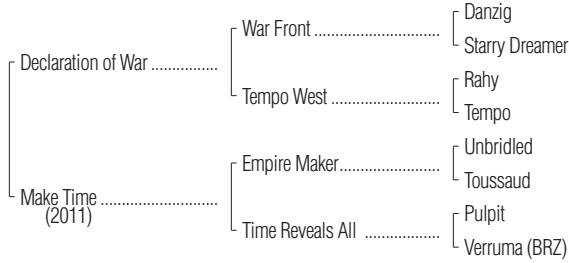 Danzig
War Front ............................
Starry Dreamer
Declaration of War ................
Rahy
Tempo West ........................
Tempo
Unbridled
Empire Maker......................
Toussaud
Make Time ...........................
(2011)
Pulpit
Time Reveals All .................
Verruma (BRZ)